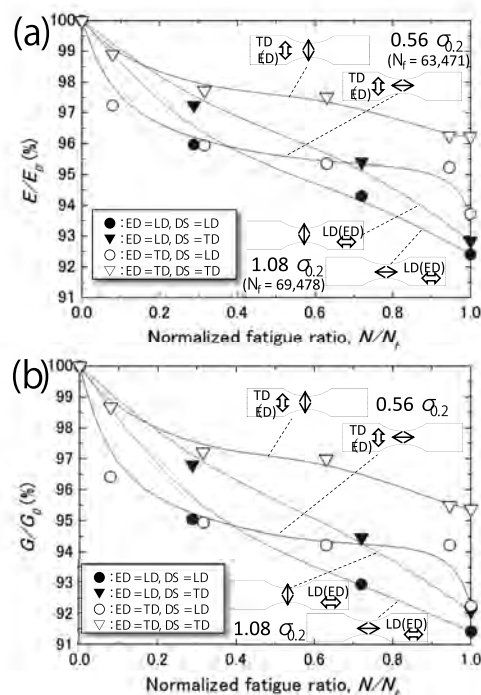 (a)
100
99
98
97
96
95
94
93
92
91
E/E0 (%)
TD
(ED)
0.56 σ0.2
(Nf = 63,471)
TD
(ED)
●:ED=LD, DS=LD
▼:ED=LD, DS=TD
○:ED=TD, DS=LD
▽:ED=TD, DS=TD
LD(ED)
LD(ED)
1.08 σ0.2
(Nf = 69,478)
0.0 0.2 0.4 0.6 0.8 1.0
Normalized fatigue ratio, N/Nf
(b)
100
99
98
97
96
95
94
93
92
91
G/G0 (%)
TD
(ED)
0.56 σ0.2
TD
(ED)
●:ED=LD, DS=LD
▼:ED=LD, DS=TD
○:ED=TD, DS=LD
▽:ED=TD, DS=TD
LD(ED)
LD(ED)
1.08 σ0.2
0.0 0.2 0.4 0.6 0.8 1.0
Normalized fatigue ratio, N/Nf